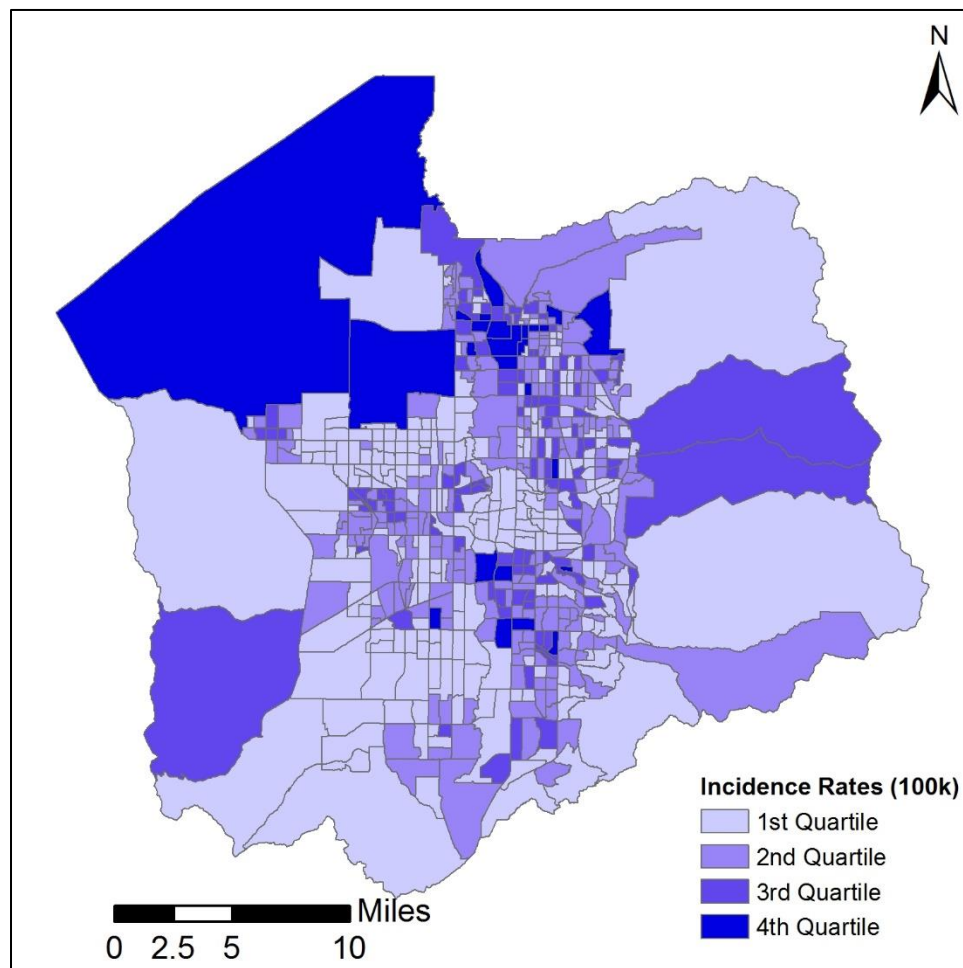 N
Incidence Rates (100k)
1st Quartile
2nd Quartile
3rd Quartile
4th Quartile
Miles
0 2.5 5 10